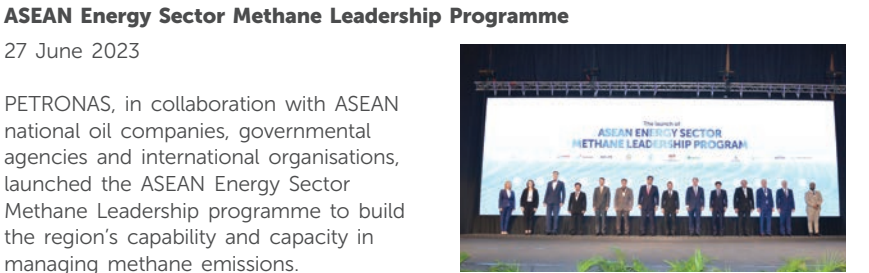 ASEAN Energy Sector Methane Leadership Programme
27 June 2023
PETRONAS, in collaboration with ASEAN
national oil companies, governmental
agencies and international organisations,
launched the ASEAN Energy Sector
Methane Leadership programme to build
the region's capability and capacity in
managing methane emissions.
The launch of
ASEAN ENERGY SECTOR
METHANE LEADERSHIP PROGRAM